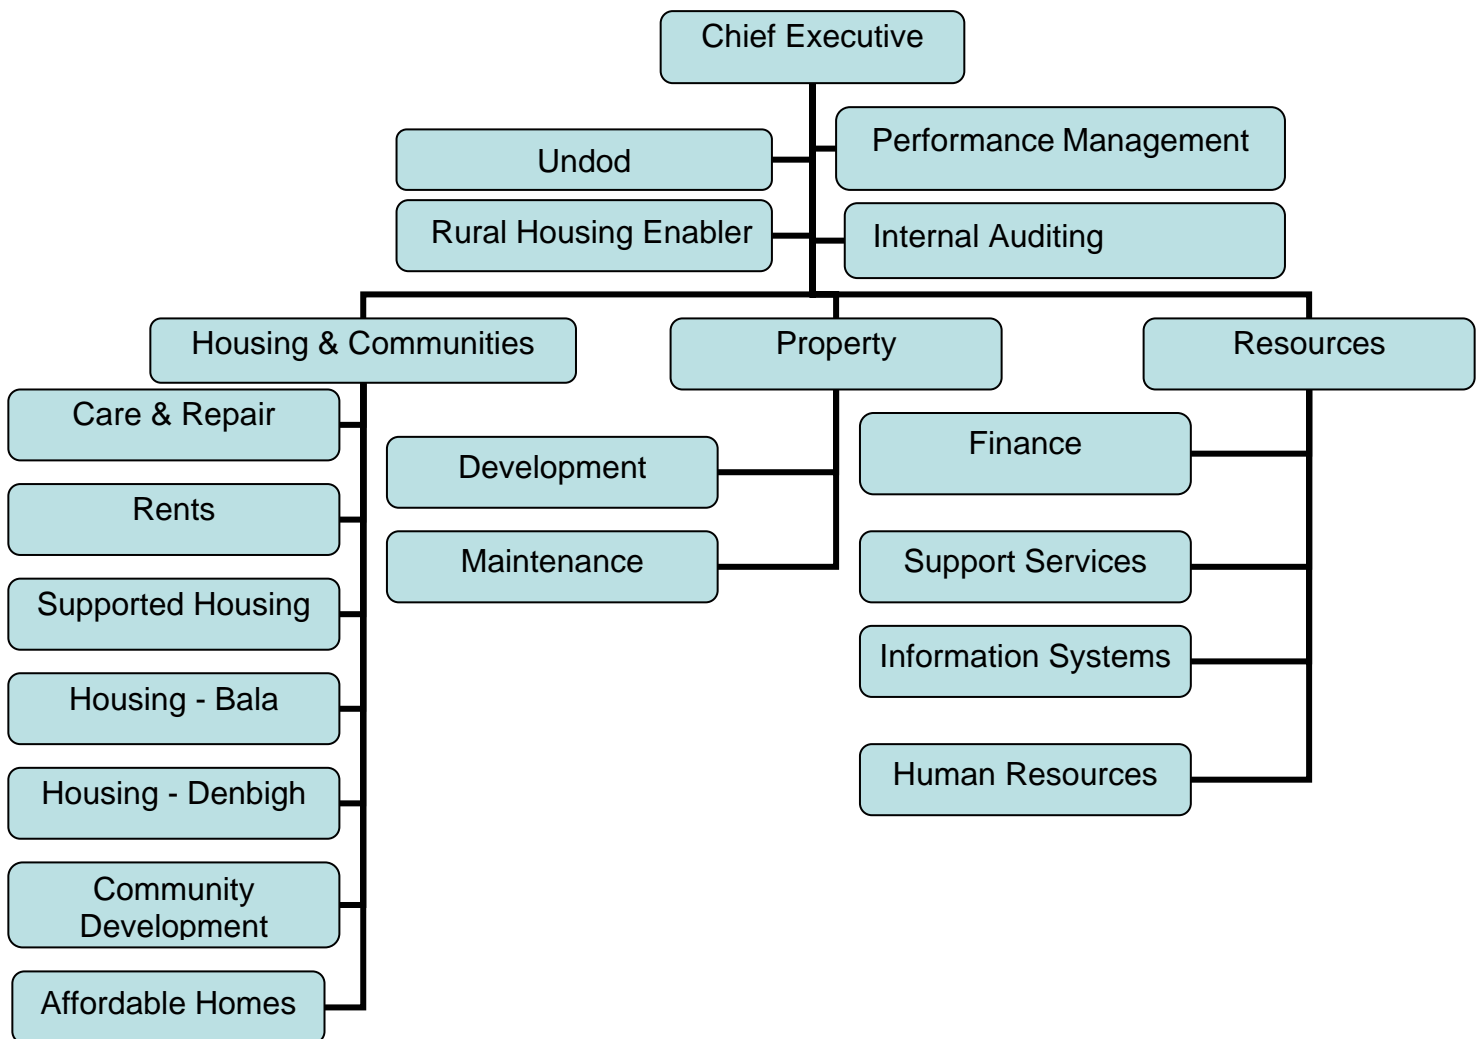 Chief Executive
Undod
Performance Management
Rural Housing Enabler
Internal Auditing
Housing & Communities
Property
Resources
Care & Repair
Rents
Supported Housing
Housing - Bala
Housing - Denbigh
Community
Development
Affordable Homes
Development
Maintenance
Finance
Support Services
Information Systems
Human Resources